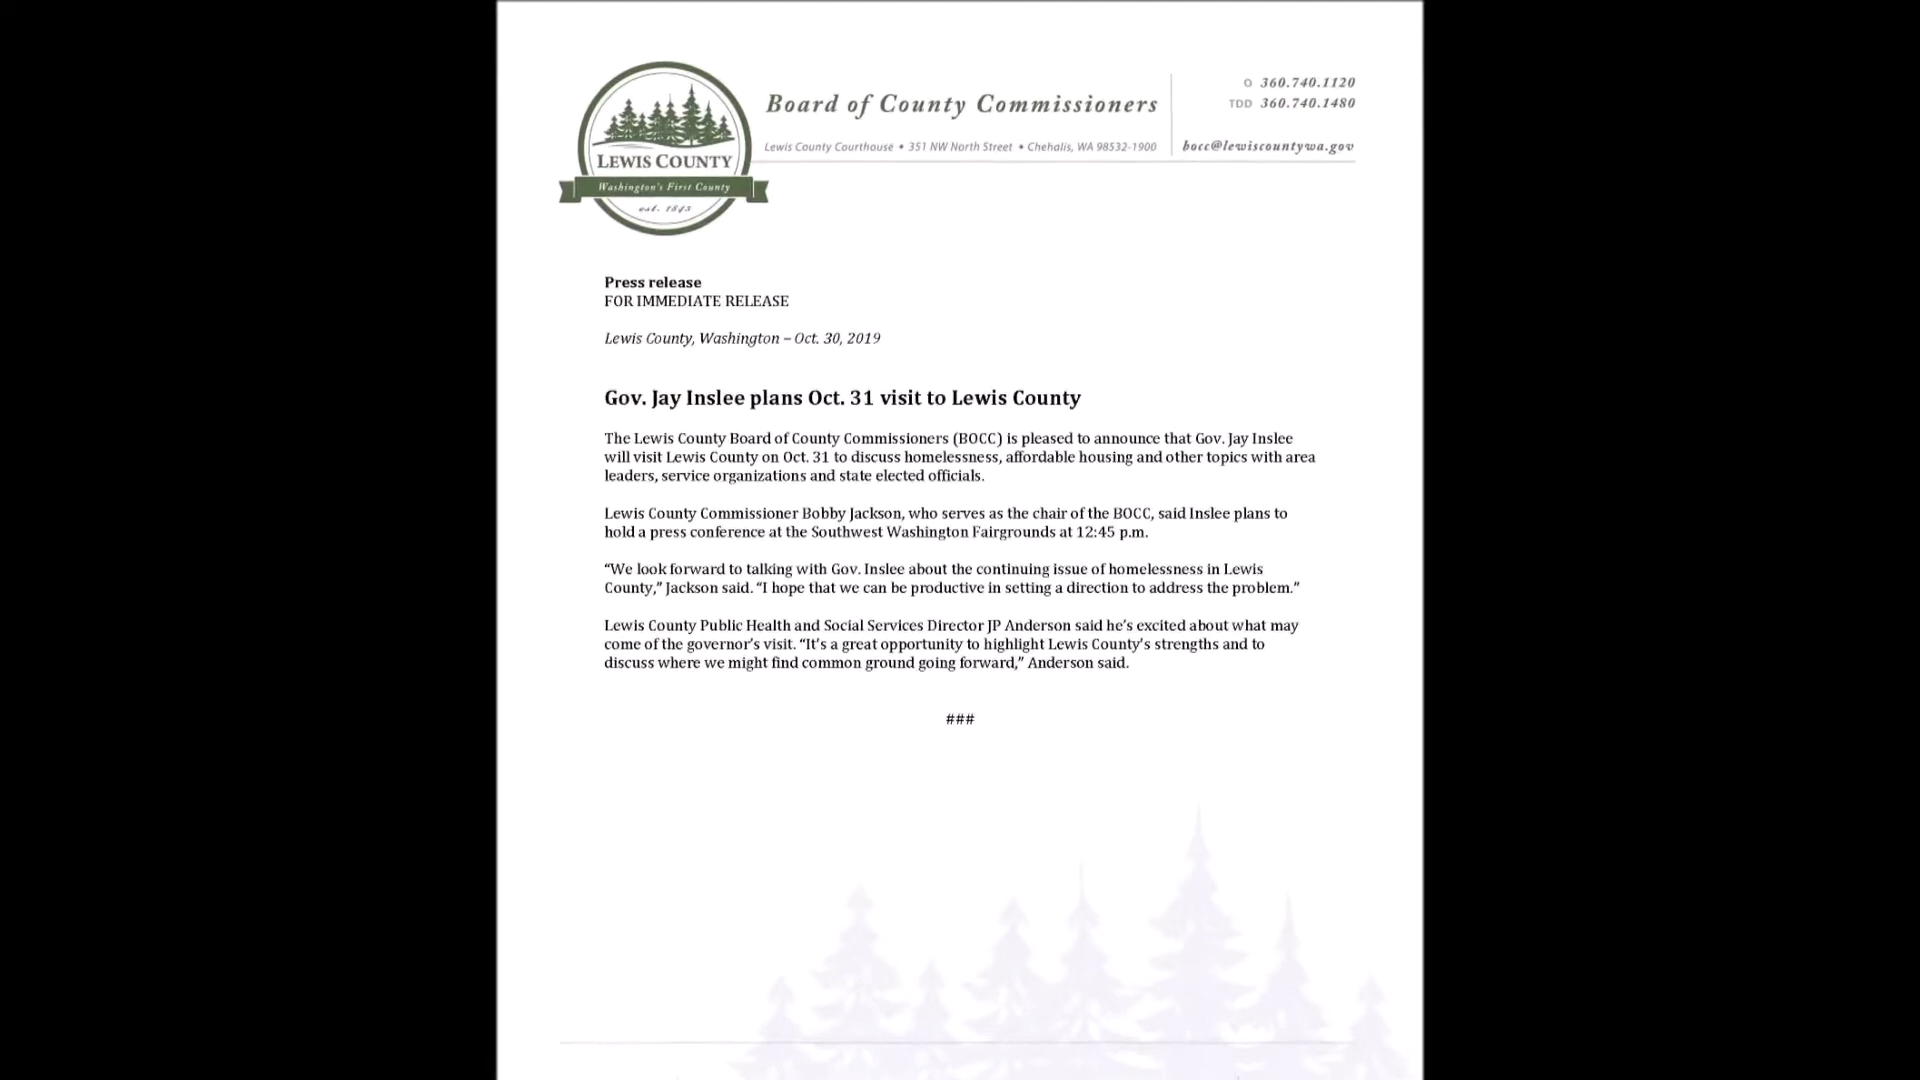 LEWIS COUNTY
Washington's First County
est. 1845
Board of County Commissioners
Lewis County Courthouse • 351 NW North Street • Chehalis, WA 98532-1900
O 360.740.1120
TDD 360.740.1480
bocc@lewiscountywa.gov
Press release
FOR IMMEDIATE RELEASE
Lewis County, Washington – Oct. 30, 2019
Gov. Jay Inslee plans Oct. 31 visit to Lewis County
The Lewis County Board of County Commissioners (BOCC) is pleased to announce that Gov. Jay Inslee
will visit Lewis County on Oct. 31 to discuss homelessness, affordable housing and other topics with area
leaders, service organizations and state elected officials.
Lewis County Commissioner Bobby Jackson, who serves as the chair of the BOCC, said Inslee plans to
hold a press conference at the Southwest Washington Fairgrounds at 12:45 p.m.
“We look forward to talking with Gov. Inslee about the continuing issue of homelessness in Lewis
County,” Jackson said. “I hope that we can be productive in setting a direction to address the problem.”
Lewis County Public Health and Social Services Director JP Anderson said he’s excited about what may
come of the governor’s visit. “It’s a great opportunity to highlight Lewis County’s strengths and to
discuss where we might find common ground going forward,” Anderson said.
###